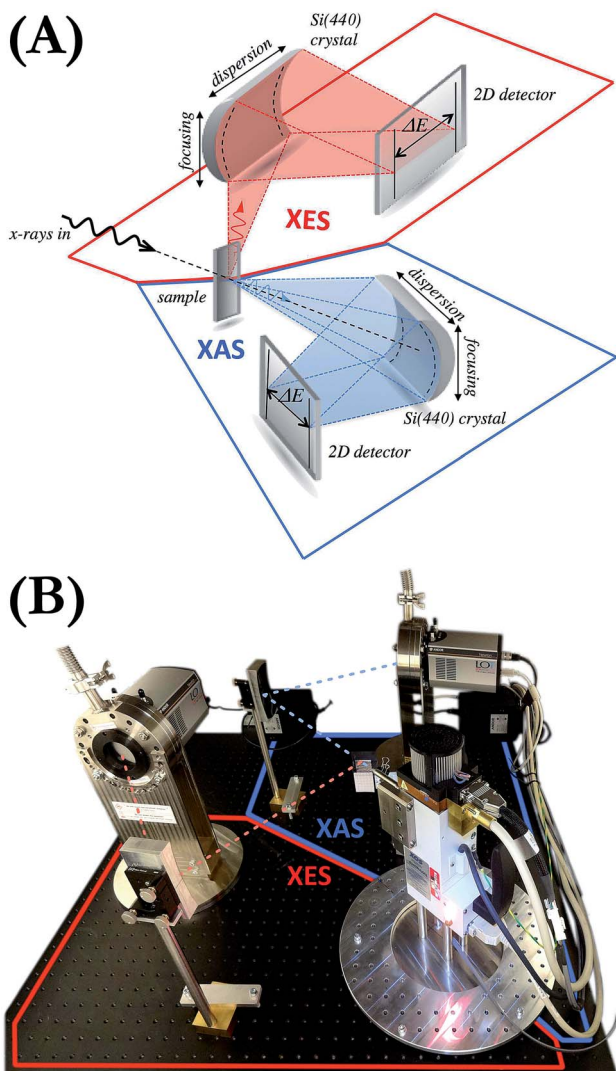 (A)
Si(440)
crystal
dispersion
2D detector
focusing
ΔE
XES
x-rays in
sample
dispersion
XAS
focusing
ΔE
Si(440) crystal
2D detector
(B)
XAS
XES